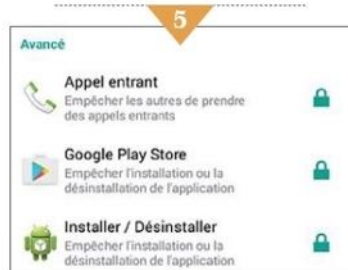 5
Avancé
Appel entrant
Empêcher les autres de prendre
des appels entrants
Google Play Store
Empêcher l'installation ou la
désinstallation de l'application
Installer / Désinstaller
Empêcher l'installation ou la
désinstallation de l'application